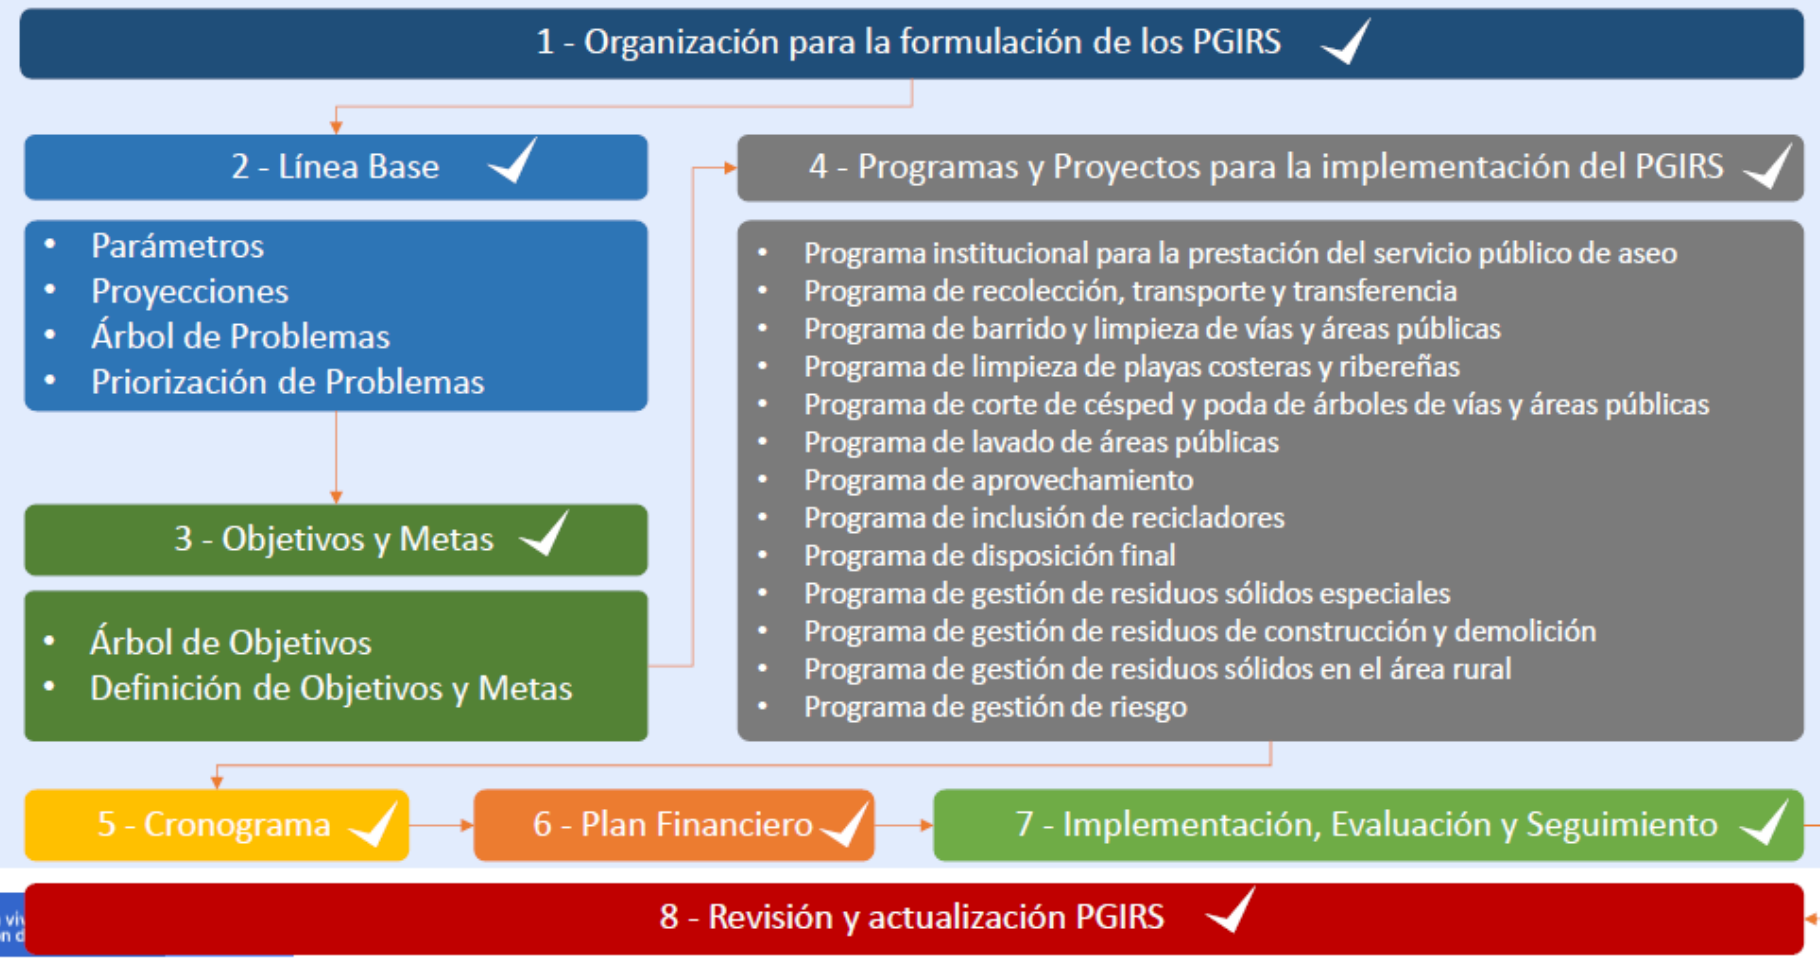 1 - Organización para la formulación de los PGIRS
2 - Línea Base
• Parámetros
• Proyecciones
• Árbol de Problemas
• Priorización de Problemas
3 - Objetivos y Metas
• Árbol de Objetivos
• Definición de Objetivos y Metas
4 - Programas y Proyectos para la implementación del PGIRS
• Programa institucional para la prestación del servicio público de aseo
• Programa de recolección, transporte y transferencia
• Programa de barrido y limpieza de vías y áreas públicas
• Programa de limpieza de playas costeras y ribereñas
• Programa de corte de césped y poda de árboles de vías y áreas públicas
• Programa de lavado de áreas públicas
• Programa de aprovechamiento
• Programa de inclusión de recicladores
• Programa de disposición final
• Programa de gestión de residuos sólidos especiales
• Programa de gestión de residuos de construcción y demolición
• Programa de gestión de residuos sólidos en el área rural
• Programa de gestión de riesgo
5 - Cronograma
6 - Plan Financiero
7 - Implementación, Evaluación y Seguimiento
8 - Revisión y actualización PGIRS